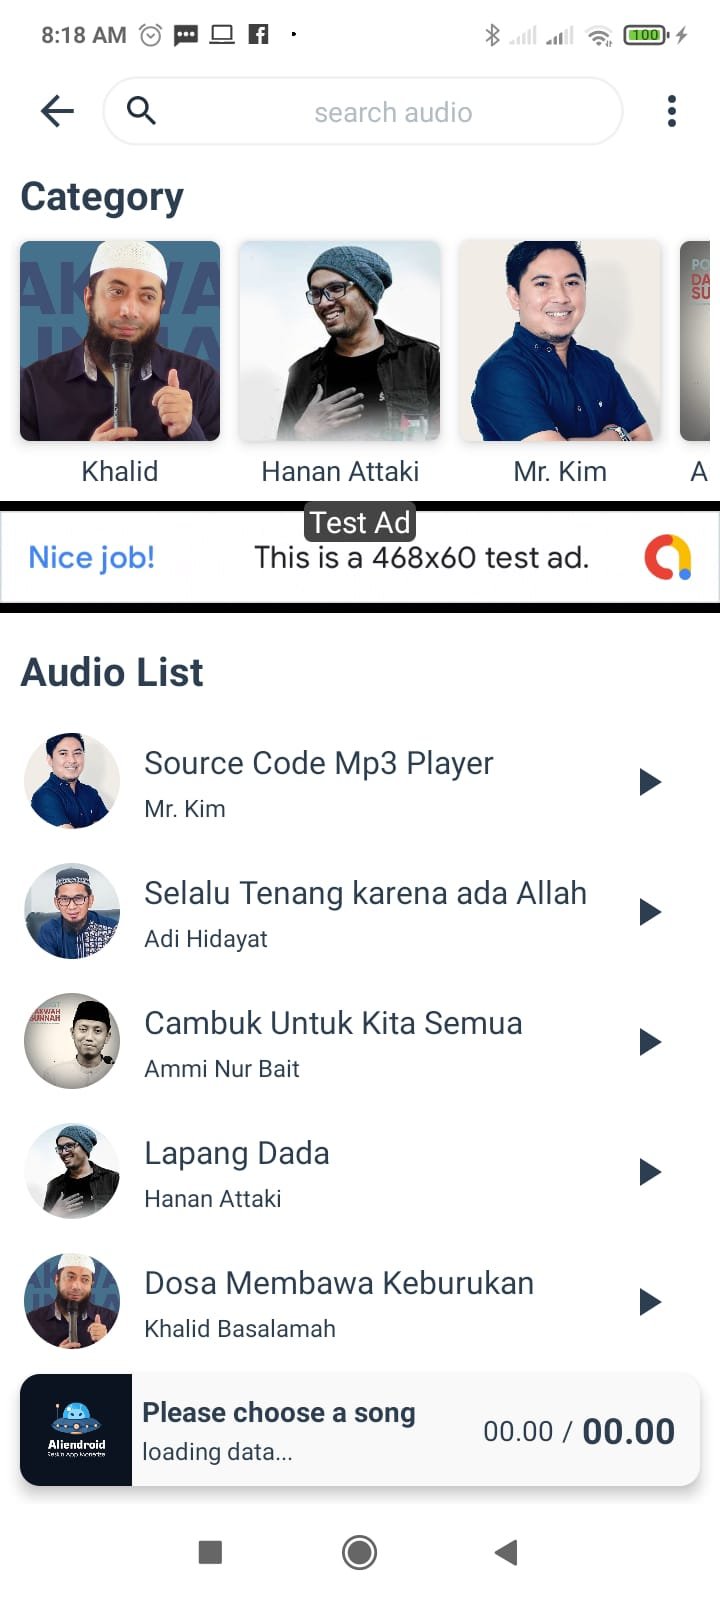 8:18 AM
100
search audio
Category
Khalid
Hanan Attaki
Mr. Kim
A
Test Ad
Nice job!
This is a 468x60 test ad.
Audio List
Source Code Mp3 Player
Mr. Kim
Selalu Tenang karena ada Allah
Adi Hidayat
AKWAH
SUNNAH
Cambuk Untuk Kita Semua
Ammi Nur Bait
Lapang Dada
Hanan Attaki
Dosa Membawa Keburukan
Khalid Basalamah
Aliendroid
Please choose a song
loading data...
00.00 / 00.00